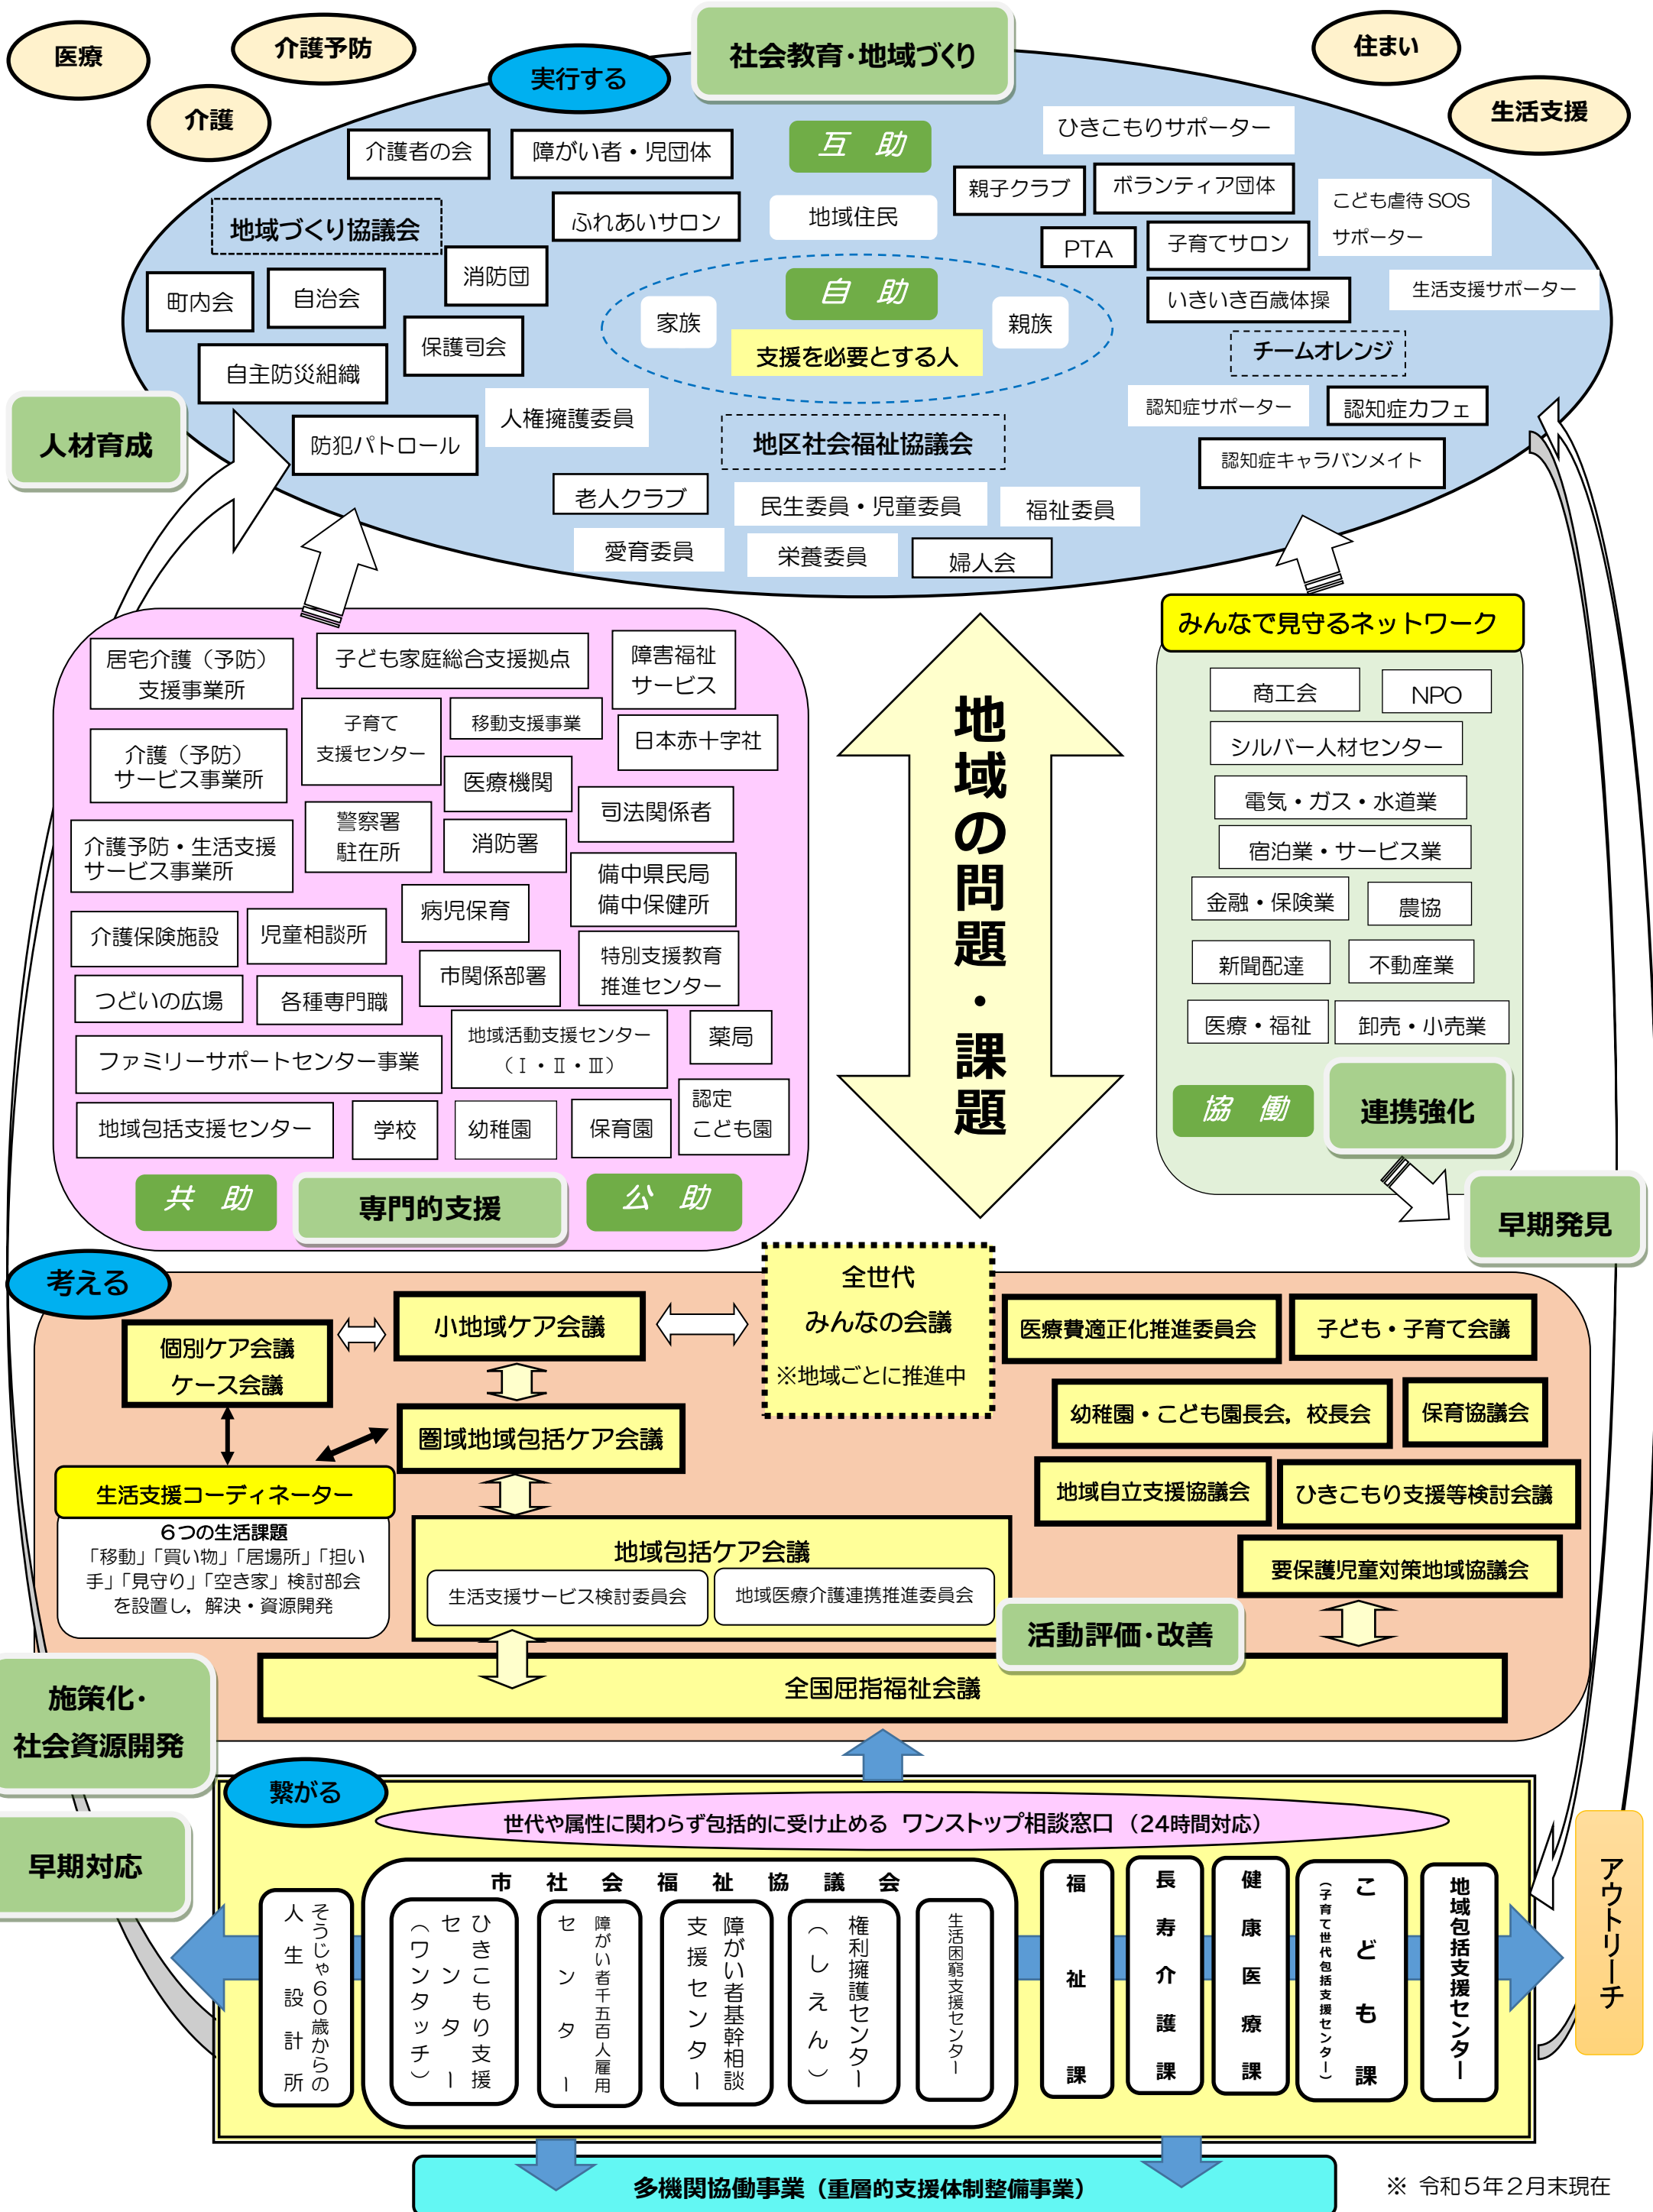 医療
介護予防
介護
実行する
社会教育・地域づくり
住まい
生活支援
介護者の会
障がい者・児団体
互 助
ひきこもりサポーター
地域づくり協議会
ふれあいサロン
地域住民
親子クラブ
ボランティア団体
こども虐待 SOS
サポーター
消防団
PTA
子育てサロン
町内会
自治会
自 助
いきいき百歳体操
生活支援サポーター
家族
親族
保護司会
支援を必要とする人
チームオレンジ
自主防災組織
人材育成
防犯パトロール
人権擁護委員
地区社会福祉協議会
認知症サポーター
認知症カフェ
認知症キャラバンメイト
老人クラブ
民生委員・児童委員
福祉委員
愛育委員
栄養委員
婦人会
居宅介護(予防)
支援事業所
子ども家庭総合支援拠点
障害福祉
サービス
子育て
支援センター
移動支援事業
日本赤十字社
介護(予防)
サービス事業所
医療機関
司法関係者
警察署
駐在所
消防署
介護予防・生活支援
サービス事業所
備中県民局
備中保健所
病児保育
介護保険施設
児童相談所
市関係部署
特別支援教育
推進センター
つどいの広場
各種専門職
地域活動支援センター
(Ⅰ・Ⅱ・Ⅲ)
薬局
ファミリーサポートセンター事業
認定
こども園
地域包括支援センター
学校
幼稚園
保育園
共 助
専門的支援
公 助
地域の問題・課題
みんなで見守るネットワーク
商工会
NPO
シルバー人材センター
電気・ガス・水道業
宿泊業・サービス業
金融・保険業
農協
新聞配達
不動産業
医療・福祉
卸売・小売業
協 働
連携強化
早期発見
考える
個別ケア会議
ケース会議
小地域ケア会議
全世代
みんなの会議
※地域ごとに推進中
医療費適正化推進委員会
子ども・子育て会議
圏域地域包括ケア会議
幼稚園・こども園長会，校長会
保育協議会
生活支援コーディネーター
6つの生活課題
「移動」「買い物」「居場所」「担い
手」「見守り」「空き家」検討部会
を設置し，解決・資源開発
地域自立支援協議会
ひきこもり支援等検討会議
地域包括ケア会議
生活支援サービス検討委員会
地域医療介護連携推進委員会
要保護児童対策地域協議会
活動評価・改善
全国屈指福祉会議
施策化・
社会資源開発
早期対応
繋がる
世代や属性に関わらず包括的に受け止める ワンストップ相談窓口 (24時間対応)
そうじゃ60歳からの
人生設計所
市社会福祉協議会
ひきこもり支援
センター
(ワンタッチ)
障がい者千五百人雇用
センター
障がい者基幹相談
支援センター
権利擁護センター
(しえん)
生活困窮支援センター
福祉課
長寿介護課
健康医療課
こども課
(子育て世代包括支援センター)
地域包括支援センター
アウトリーチ
多機関協働事業(重層的支援体制整備事業)
※ 令和5年2月末現在